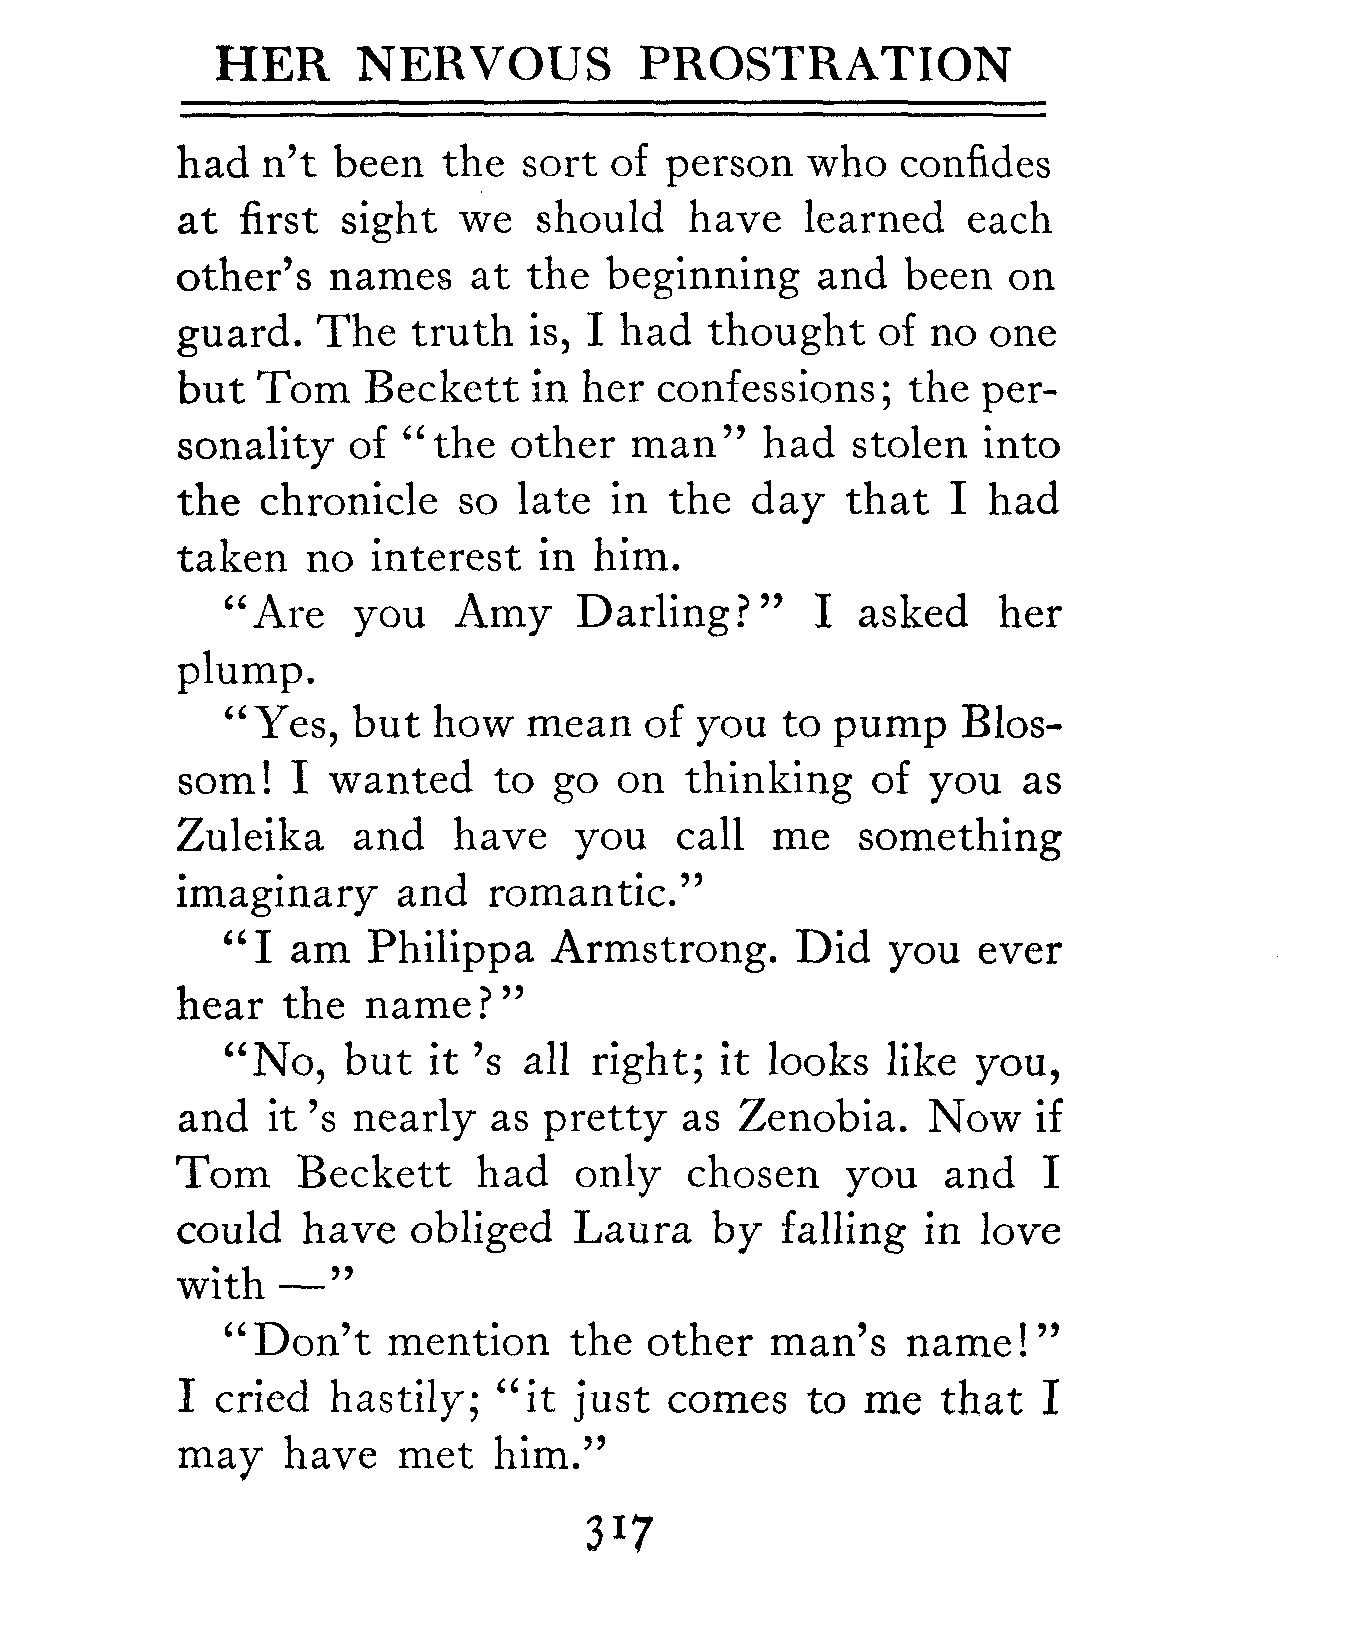 HER NERVOUS PROSTRATION
had n't been the sort of person who confides
at first sight we should have learned each
other's names at the beginning and been on
guard. The truth is, I had thought of no one
but Tom Beckett in her confessions; the per-
sonality of "the other man" had stolen into
the chronicle so late in the day that I had
taken no interest in him.
"Are you Amy Darling?" I asked her
plump.
"Yes, but how mean of you to pump Blos-
som! I wanted to go on thinking of you as
Zuleika and have you call me something
imaginary and romantic."
"I am Philippa Armstrong. Did you ever
hear the name?"
"No, but it 's all right; it looks like you,
and it 's nearly as pretty as Zenobia. Now if
Tom Beckett had only chosen you and I
could have obliged Laura by falling in love
with —"
"Don't mention the other man's name!"
I cried hastily; "it just comes to me that I
may have met him."
317